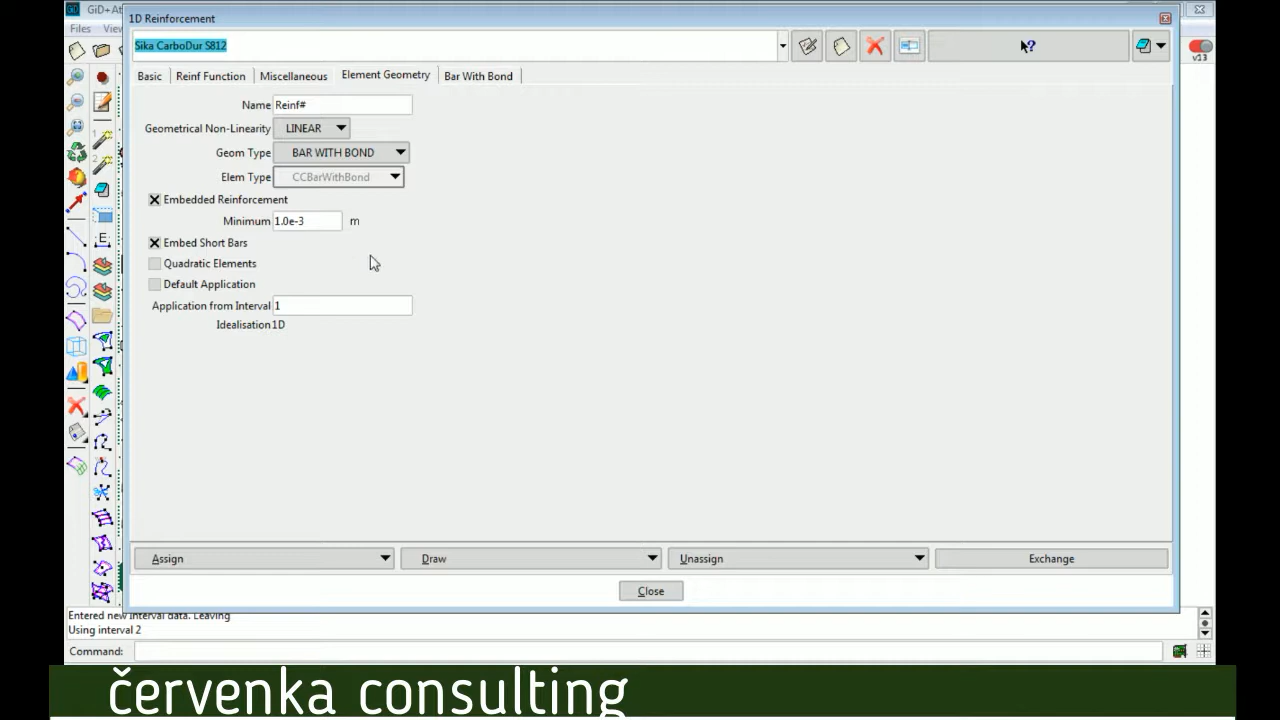 GiD+At
1D Reinforcement
Files View
Sika CarboDur S812
v13
Basic Reinf Function Miscellaneous Element Geometry Bar With Bond
Name Reinf#
Geometrical Non-Linearity LINEAR
Geom Type BAR WITH BOND
Elem Type CCBarWithBond
Embedded Reinforcement
Minimum 1.0e-3 m
Embed Short Bars
Quadratic Elements
Default Application
Application from Interval 1
Idealisation 1D
Assign Draw Unassign Exchange
Close
Entered new interval data. Leaving
Using interval 2
Command:
červenka consulting